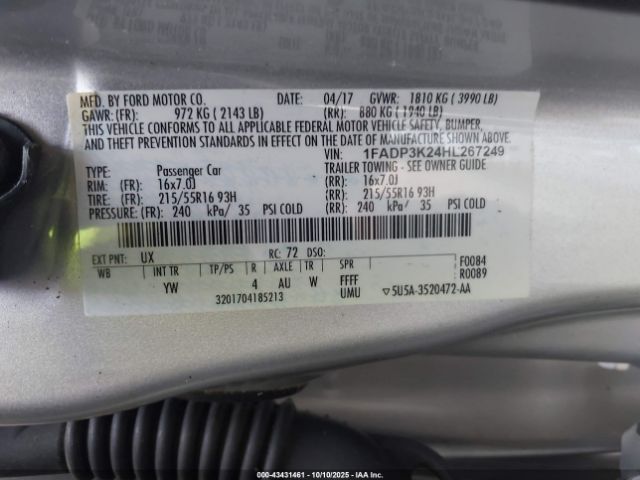 MFD. BY FORD MOTOR CO. DATE: 04/17 GVWR: 1810 KG ( 3990 LB)
GAWR: (FR): 972 KG ( 2143 LB) (RR): 880 KG ( 1940 LB)
THIS VEHICLE CONFORMS TO ALL APPLICABLE FEDERAL MOTOR VEHICLE SAFETY, BUMPER,
AND THEFT PREVENTION STANDARDS IN EFFECT ON THE DATE OF MANUFACTURE SHOWN ABOVE.
VIN: 1FADP3K24HL267249
TYPE: Passenger Car TRAILER TOWING - SEE OWNER GUIDE
RIM: (FR): 16x7.0J (RR): 16x7.0J
TIRE: (FR): 215/55R16 93H (RR): 215/55R16 93H
PRESSURE: (FR): 240 kPa/ 35 PSI COLD (RR): 240 kPa/ 35 PSI COLD
EXT PNT: UX RC: 72 DSO: F0084
WB INT TR TP/PS R AXLE TR SPR R0089
YW 4 AU W FFFF
3201704185213 UMU ▽5U5A-3520472-AA
000-43431461 - 10/10/2025 - IAAI.COM